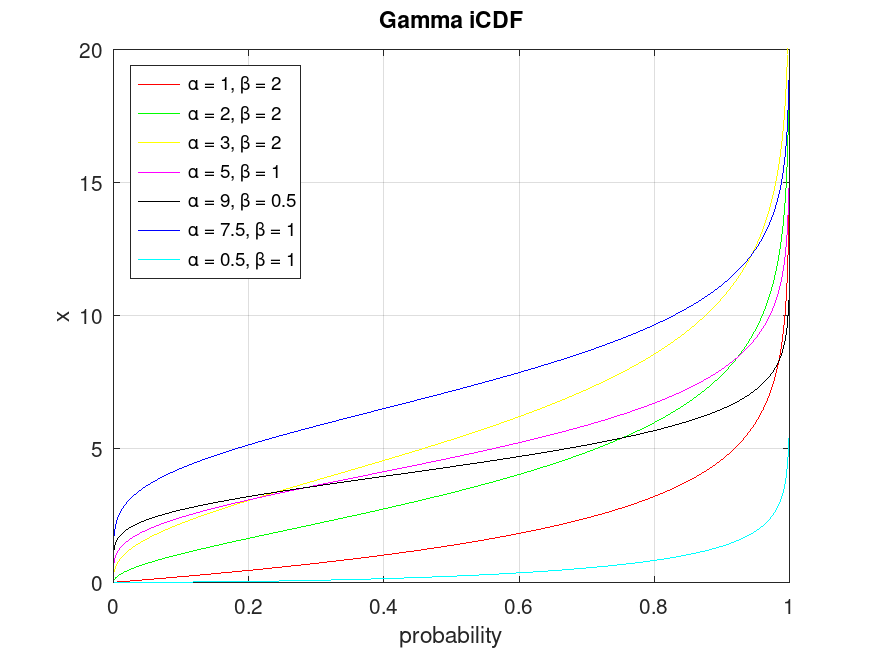 Gamma iCDF
20
15
10
5
0
x
α = 1, β = 2
α = 2, β = 2
α = 3, β = 2
α = 5, β = 1
α = 9, β = 0.5
α = 7.5, β = 1
α = 0.5, β = 1
0 0.2 0.4 0.6 0.8 1
probability